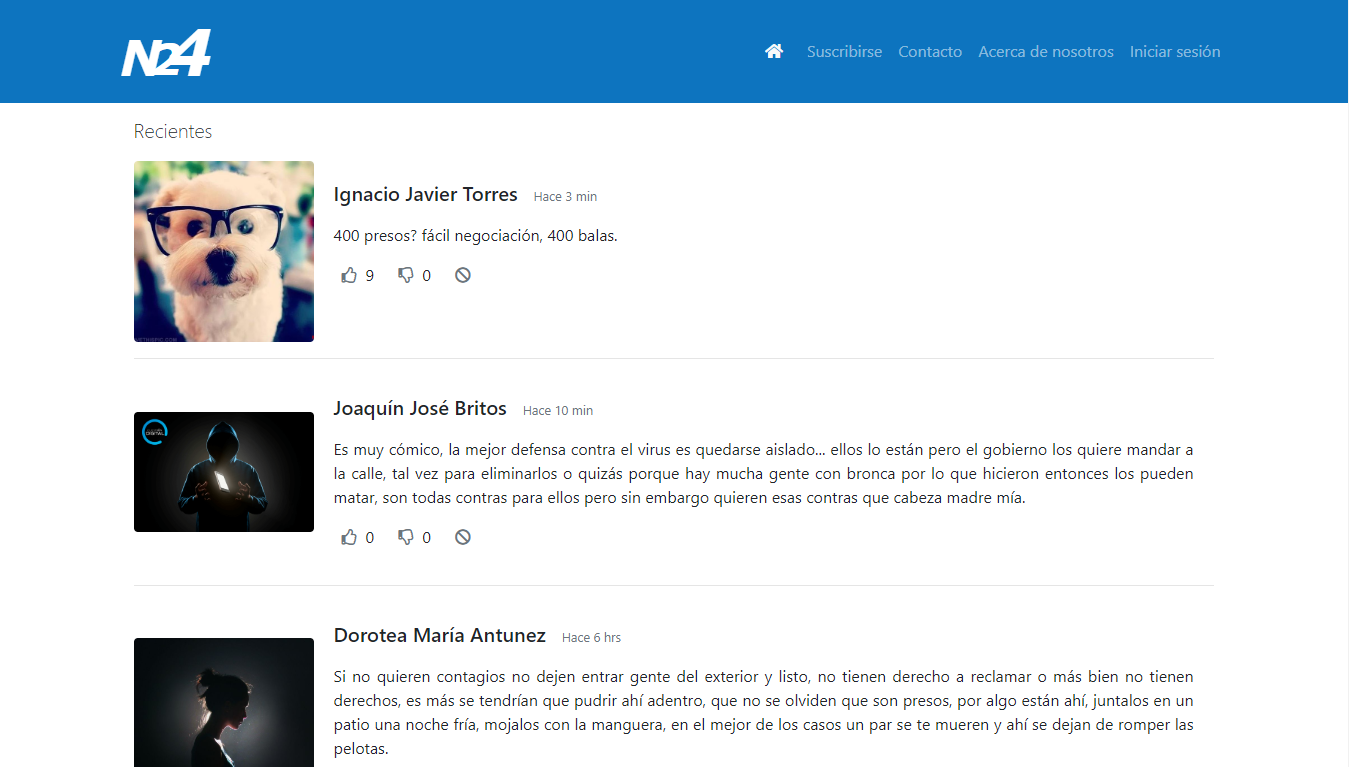 N24
Suscribirse Contacto Acerca de nosotros Iniciar sesión
Recientes
Ignacio Javier Torres Hace 3 min
400 presos? fácil negociación, 400 balas.
9 0
Joaquín José Britos Hace 10 min
DIGITAL
Es muy cómico, la mejor defensa contra el virus es quedarse aislado... ellos lo están pero el gobierno los quiere mandar a
la calle, tal vez para eliminarlos o quizás porque hay mucha gente con bronca por lo que hicieron entonces los pueden
matar, son todas contras para ellos pero sin embargo quieren esas contras que cabeza madre mía.
0 0
Dorotea María Antunez Hace 6 hrs
Si no quieren contagios no dejen entrar gente del exterior y listo, no tienen derecho a reclamar o más bien no tienen
derechos, es más se tendrían que pudrir ahí adentro, que no se olviden que son presos, por algo están ahí, juntalos en un
patio una noche fría, mojalos con la manguera, en el mejor de los casos un par se te mueren y ahí se dejan de romper las
pelotas.